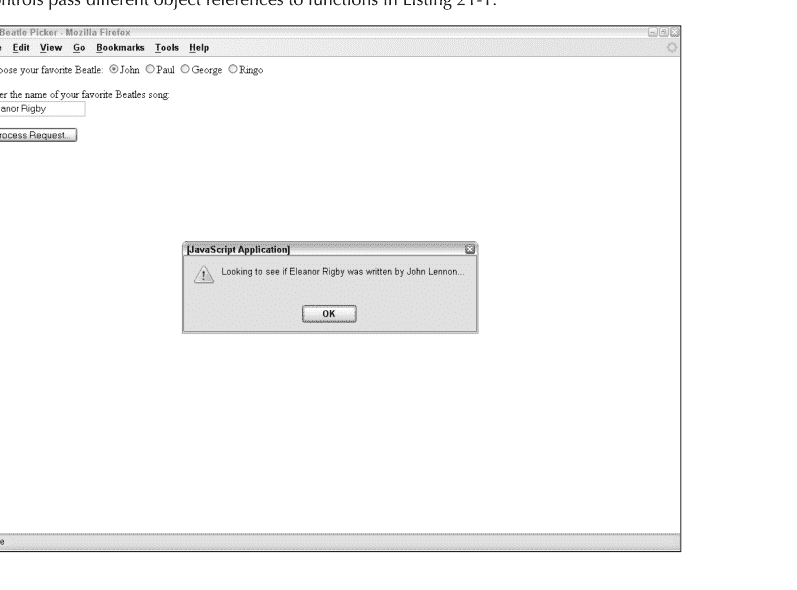 ntrols pass different object references to functions in Listing 21-1.
Beatle Picker - Mozilla Firefox
Edit View Go Bookmarks Tools Help
oose your favorite Beatle: John Paul George Ringo
er the name of your favorite Beatles song:
anor Rigby
rocess Request...
[JavaScript Application]
Looking to see if Eleanor Rigby was written by John Lennon...
OK
e